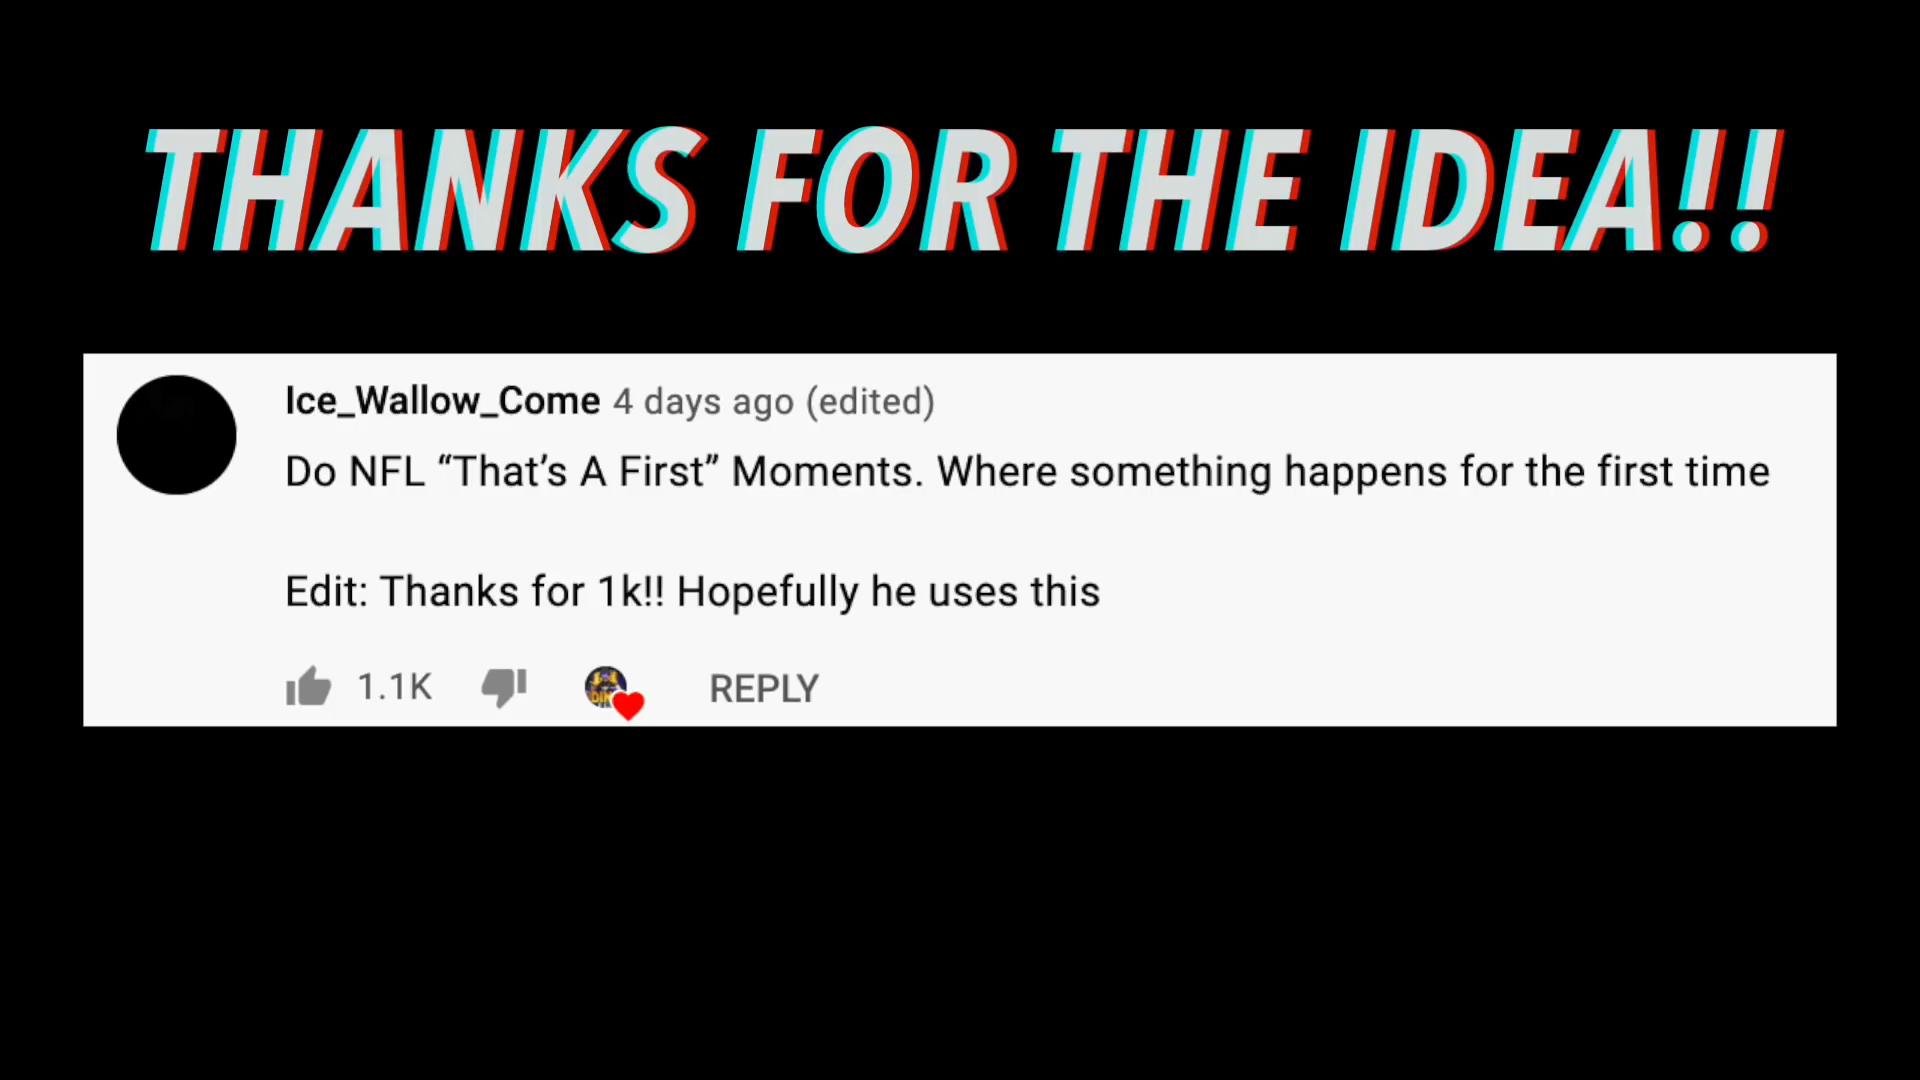 THANKS FOR THE IDEA!!
Ice_Wallow_Come 4 days ago (edited)
Do NFL “That’s A First” Moments. Where something happens for the first time
Edit: Thanks for 1k!! Hopefully he uses this
1.1K REPLY